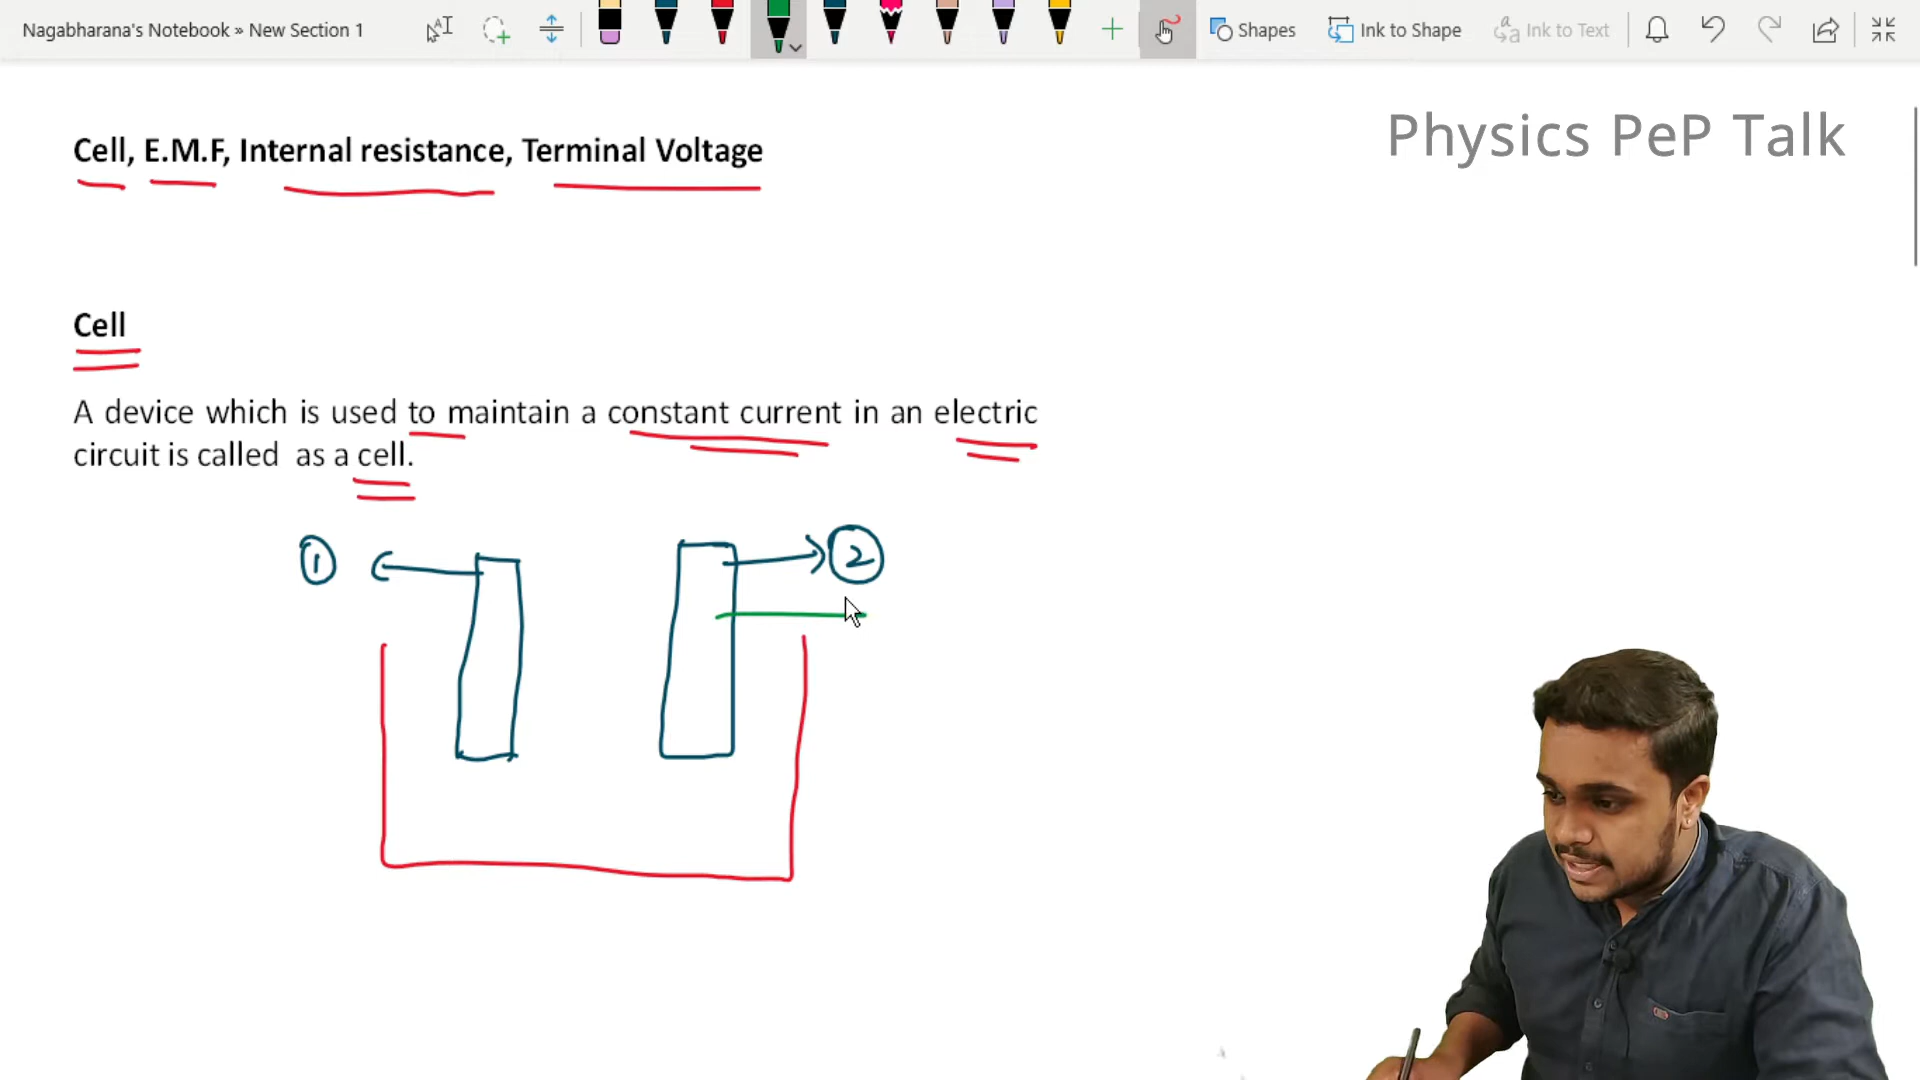 Nagabharana's Notebook » New Section 1
Shapes
Ink to Shape
Ink to Text
Physics PeP Talk
Cell, E.M.F, Internal resistance, Terminal Voltage
Cell
A device which is used to maintain a constant current in an electric
circuit is called as a cell.
1
2